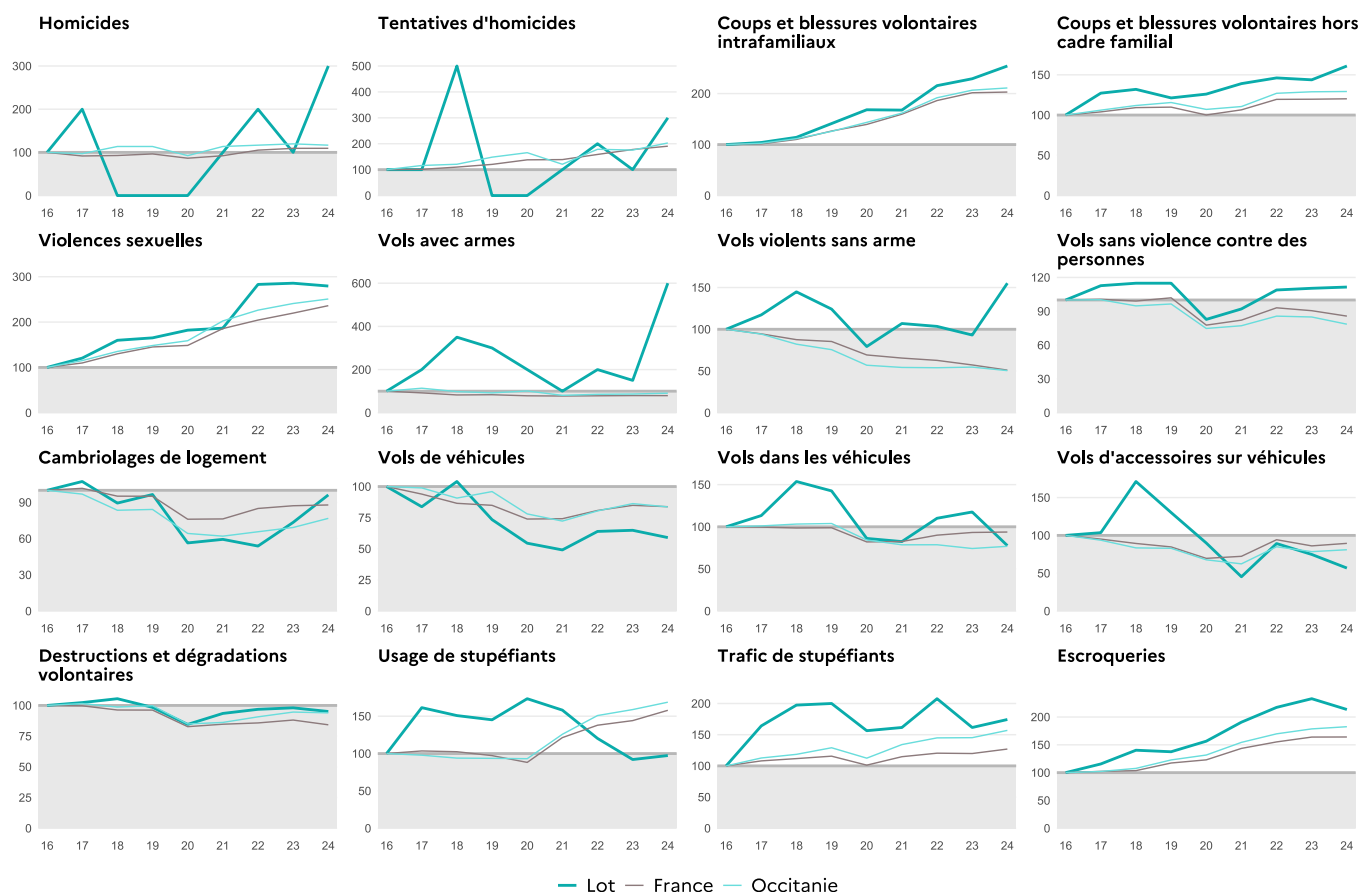 Homicides
300
200
100
0
16 17 18 19 20 21 22 23 24
Tentatives d'homicides
500
400
300
200
100
0
16 17 18 19 20 21 22 23 24
Coups et blessures volontaires
intrafamiliaux
200
100
0
16 17 18 19 20 21 22 23 24
Coups et blessures volontaires hors
cadre familial
150
100
50
0
16 17 18 19 20 21 22 23 24
Violences sexuelles
300
200
100
0
16 17 18 19 20 21 22 23 24
Vols avec armes
600
400
200
0
16 17 18 19 20 21 22 23 24
Vols violents sans arme
150
100
50
0
16 17 18 19 20 21 22 23 24
Vols sans violence contre des
personnes
120
90
60
30
0
16 17 18 19 20 21 22 23 24
Cambriolages de logement
90
60
30
0
16 17 18 19 20 21 22 23 24
Vols de véhicules
100
75
50
25
0
16 17 18 19 20 21 22 23 24
Vols dans les véhicules
150
100
50
0
16 17 18 19 20 21 22 23 24
Vols d'accessoires sur véhicules
150
100
50
0
16 17 18 19 20 21 22 23 24
Destructions et dégradations
volontaires
100
75
50
25
0
16 17 18 19 20 21 22 23 24
Usage de stupéfiants
150
100
50
0
16 17 18 19 20 21 22 23 24
Trafic de stupéfiants
200
150
100
50
0
16 17 18 19 20 21 22 23 24
Escroqueries
200
150
100
50
0
16 17 18 19 20 21 22 23 24
Lot France Occitanie